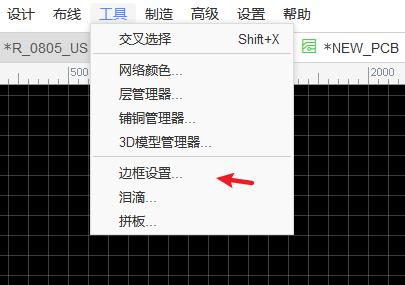 设计 布线 工具 制造 高级 设置 帮助
*R_0805_US *NEW_PCB
500 2000
交叉选择 Shift+X
网络颜色...
层管理器...
铺铜管理器...
3D模型管理器...
边框设置...
泪滴...
拼板...